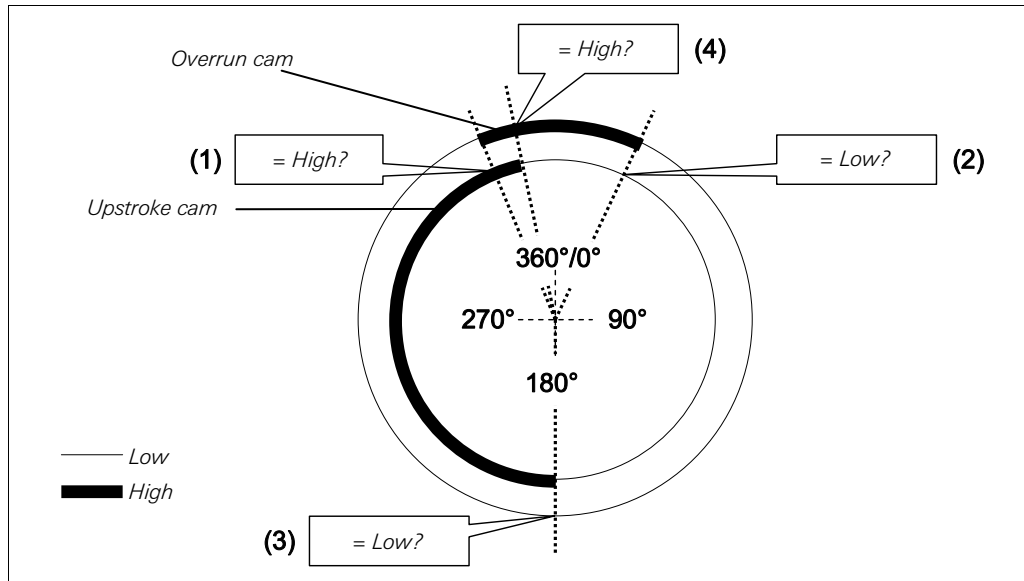 = High? (4)
Overrun cam
(1) = High?
= Low? (2)
Upstroke cam
360°/0°
270° 90°
180°
Low
High
(3) = Low?